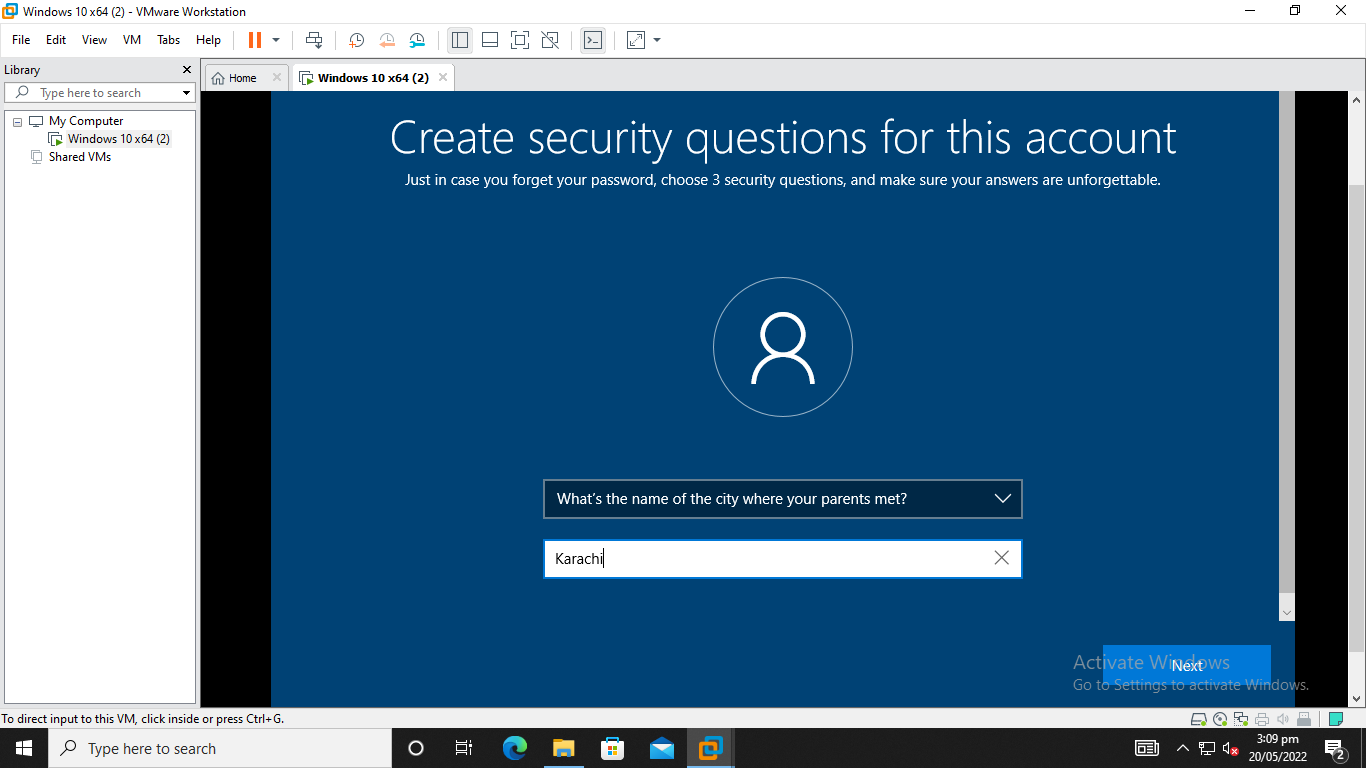 Windows 10 x64 (2) - VMware Workstation
File Edit View VM Tabs Help
Library
Home
Windows 10 x64 (2)
Type here to search
My Computer
Windows 10 x64 (2)
Shared VMs
Create security questions for this account
Just in case you forget your password, choose 3 security questions, and make sure your answers are unforgettable.
What's the name of the city where your parents met?
Karachi
Next
Activate Windows
Go to Settings to activate Windows.
To direct input to this VM, click inside or press Ctrl+G.
Type here to search
3:09 pm
20/05/2022
2